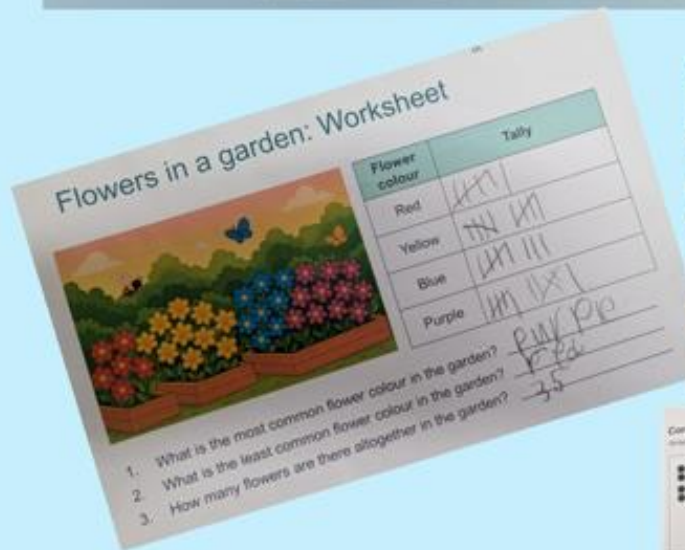 Flowers in a garden: Worksheet
Flower colour Tally
Red
Yellow
Blue
Purple
1. What is the most common flower colour in the garden? purpp
2. What is the least common flower colour in the garden? red
3. How many flowers are there altogether in the garden? 35